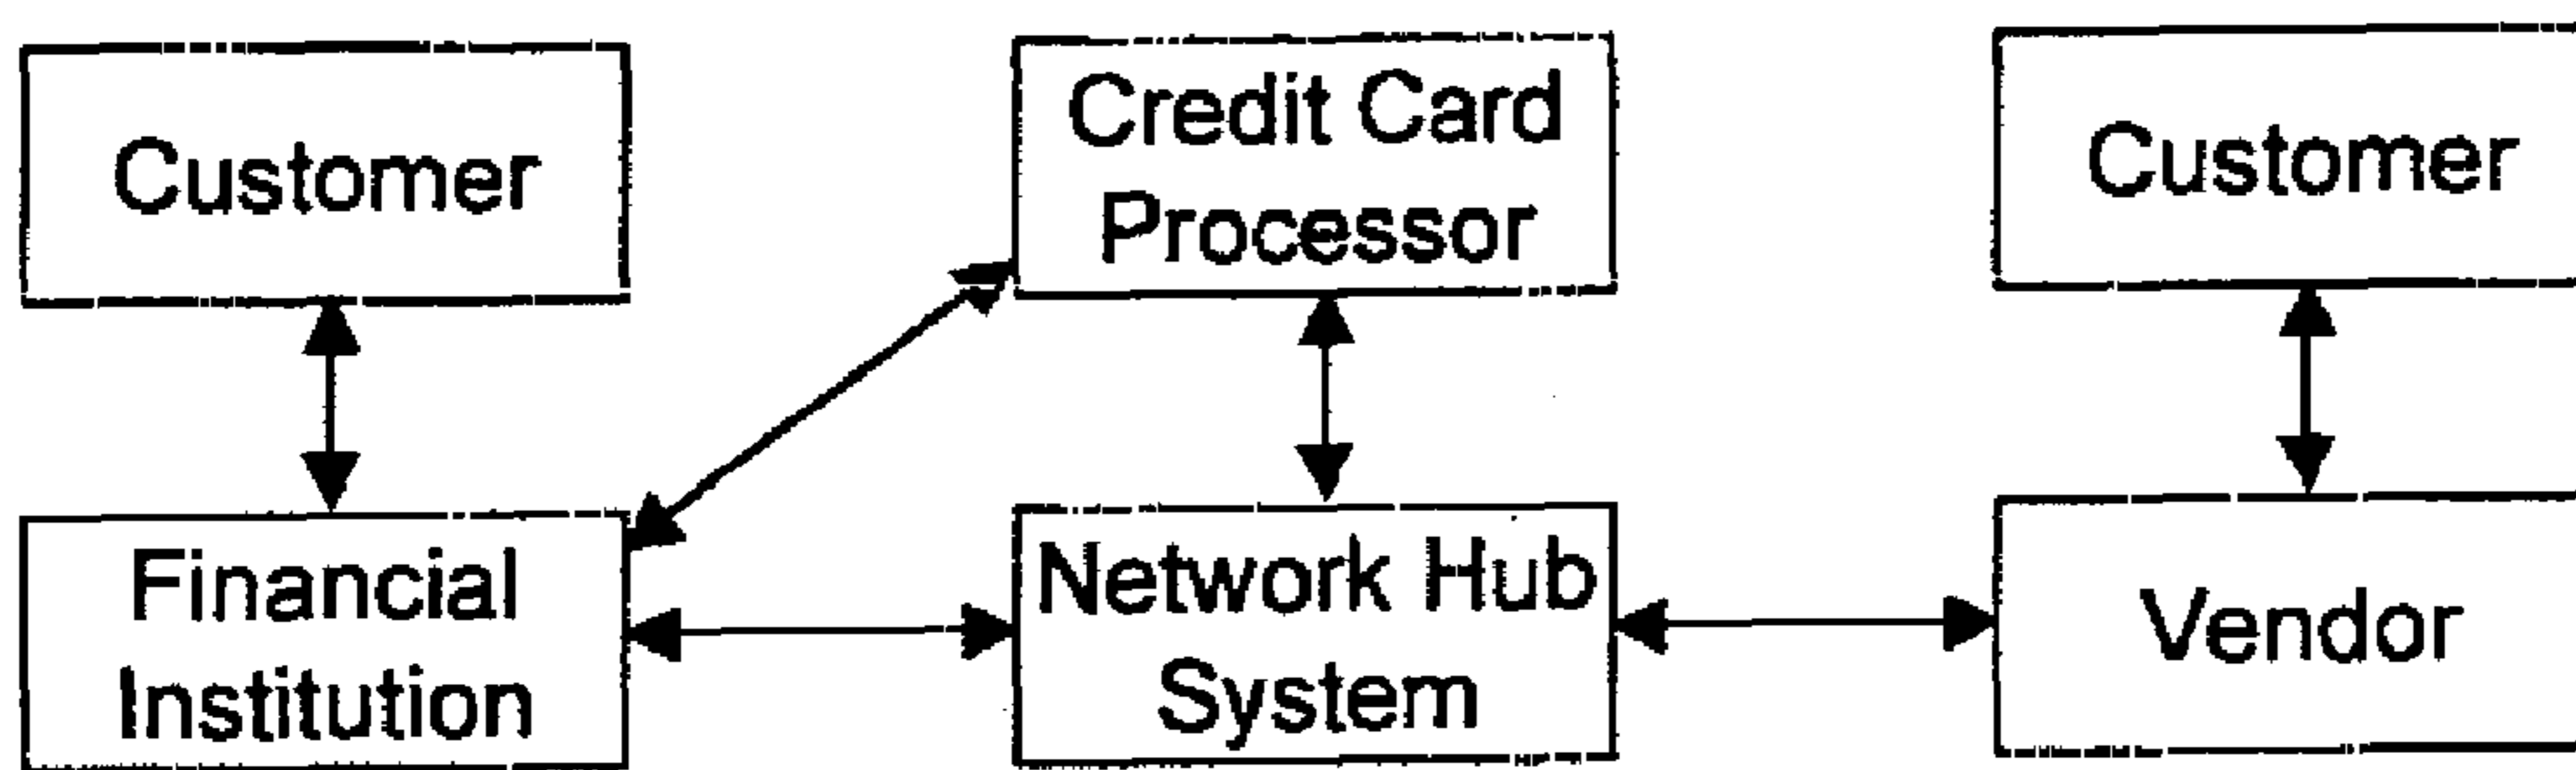 Customer
Credit Card
Processor
Customer
Financial
Institution
Network Hub
System
Vendor